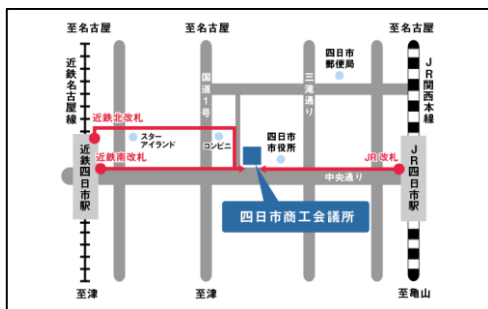 至名古屋
至名古屋
至名古屋
近鉄名古屋線
国道1号
三滝通り
四日市
郵便局
JR関西本線
近鉄北改札
スター
アイランド
コンビニ
四日市
市役所
近鉄南改札
JR改札
近鉄四日市駅
中央通り
JR四日市駅
四日市商工会議所
至津
至津
至亀山